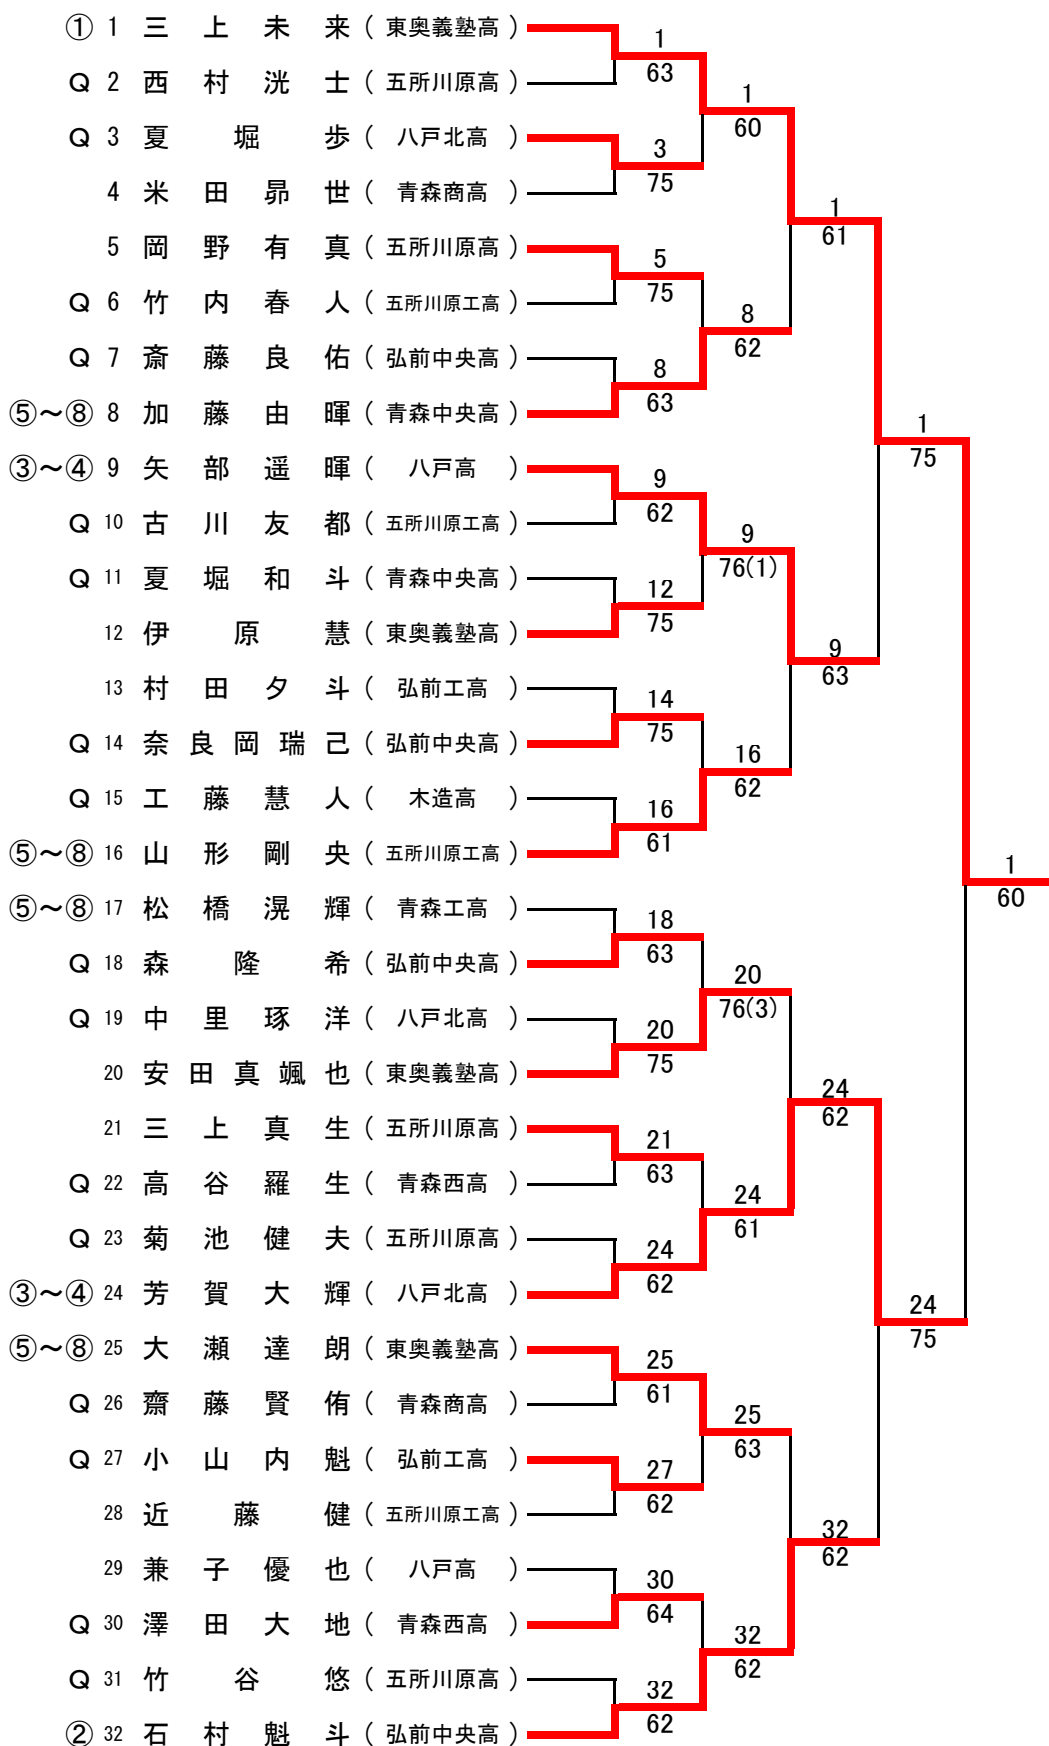 ① 1 三上未来 ( 東奥義塾高 )
1
63
Q 2 西村洸士 ( 五所川原高 )
1
60
Q 3 夏堀歩 ( 八戸北高 )
3
75
4 米田昴世 ( 青森商高 )
1
61
5 岡野有真 ( 五所川原高 )
5
75
Q 6 竹内春人 ( 五所川原工高 )
8
62
Q 7 斎藤良佑 ( 弘前中央高 )
8
63
⑤～⑧ 8 加藤由暉 ( 青森中央高 )
1
75
③～④ 9 矢部遥暉 ( 八戸高 )
9
62
Q 10 古川友都 ( 五所川原工高 )
9
76(1)
Q 11 夏堀和斗 ( 青森中央高 )
12
75
12 伊原慧 ( 東奥義塾高 )
9
63
13 村田夕斗 ( 弘前工高 )
14
75
Q 14 奈良岡瑞己 ( 弘前中央高 )
16
62
Q 15 工藤慧人 ( 木造高 )
16
61
⑤～⑧ 16 山形剛央 ( 五所川原工高 )
1
60
⑤～⑧ 17 松橋滉輝 ( 青森工高 )
18
63
Q 18 森隆希 ( 弘前中央高 )
20
76(3)
Q 19 中里琢洋 ( 八戸北高 )
20
75
20 安田真颯也 ( 東奥義塾高 )
24
62
21 三上真生 ( 五所川原高 )
21
63
Q 22 高谷羅生 ( 青森西高 )
24
61
Q 23 菊池健夫 ( 五所川原高 )
24
62
③～④ 24 芳賀大輝 ( 八戸北高 )
24
75
⑤～⑧ 25 大瀬達朗 ( 東奥義塾高 )
25
61
Q 26 齋藤賢侑 ( 青森商高 )
25
63
Q 27 小山内魁 ( 弘前工高 )
27
62
28 近藤健 ( 五所川原工高 )
32
62
29 兼子優也 ( 八戸高 )
30
64
Q 30 澤田大地 ( 青森西高 )
32
62
Q 31 竹谷悠 ( 五所川原高 )
32
62
② 32 石村魁斗 ( 弘前中央高 )